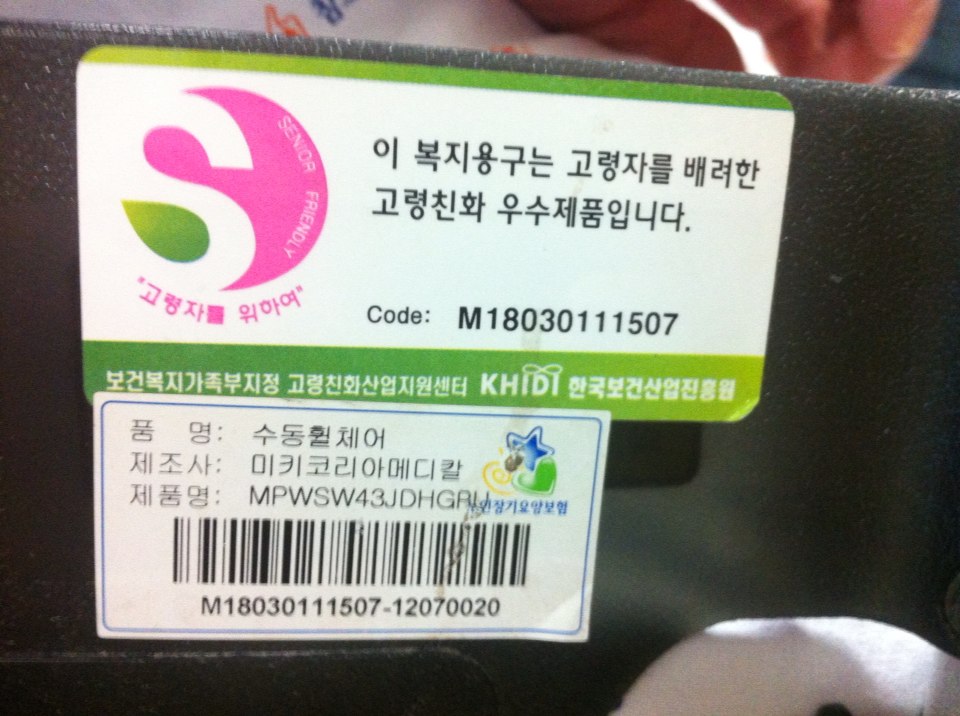 SENIOR FRIENDLY
"고령자를 위하여"
이 복지용구는 고령자를 배려한
고령친화 우수제품입니다.
Code: M18030111507
보건복지가족부지정 고령친화산업지원센터 KHIDI 한국보건산업진흥원
품 명: 수동휠체어
제조사: 미키코리아메디칼
제품명: MPWSW43JDHGRU
노인장기요양보험
M18030111507-12070020